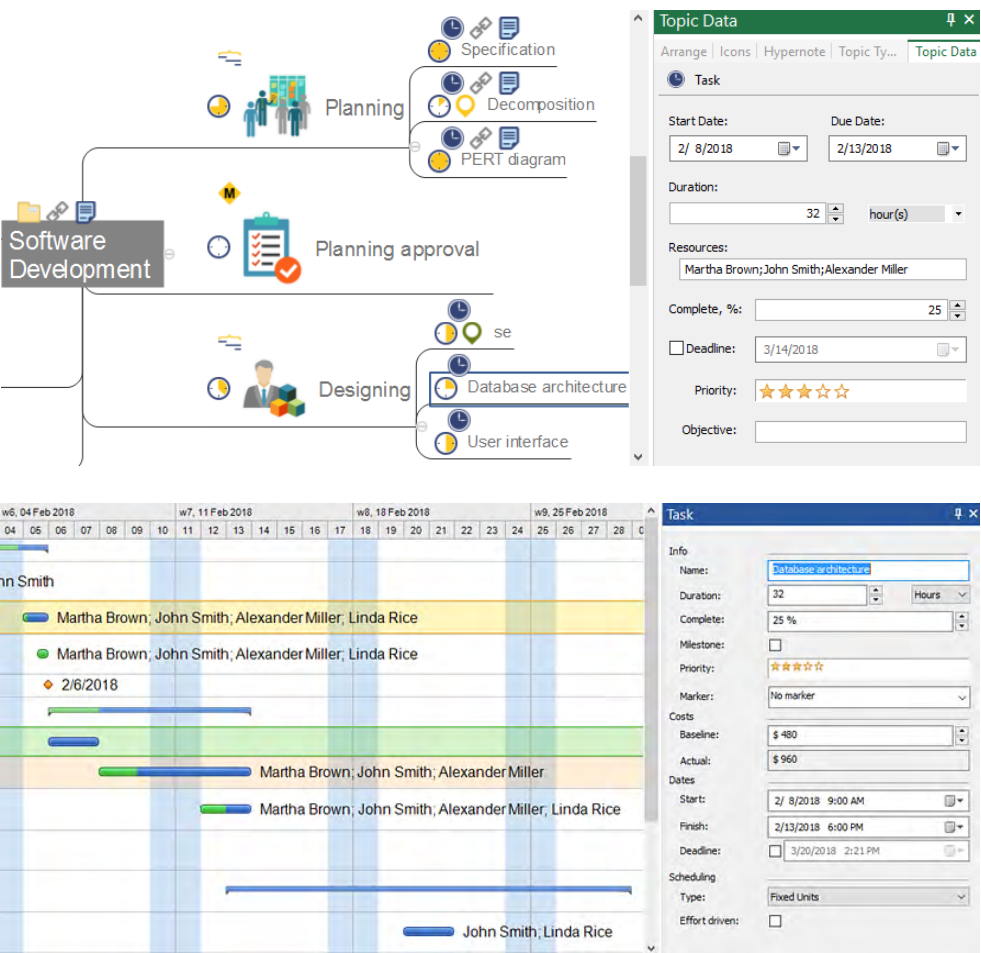 Specification
Planning
Decomposition
PERT diagram
M
Software
Development
Planning approval
se
Designing
Database architecture
User interface
Topic Data
Arrange Icons Hypernote Topic Ty... Topic Data
Task
Start Date: Due Date:
2/ 8/2018 2/13/2018
Duration:
32 hour(s)
Resources:
Martha Brown;John Smith;Alexander Miller
Complete, %: 25
Deadline: 3/14/2018
Priority:
Objective:
w6, 04 Feb 2018 w7, 11 Feb 2018 w8, 18 Feb 2018 w9, 25 Feb 2018
04 05 06 07 08 09 10 11 12 13 14 15 16 17 18 19 20 21 22 23 24 25 26 27 28 0
hn Smith
Martha Brown; John Smith; Alexander Miller; Linda Rice
Martha Brown; John Smith; Alexander Miller; Linda Rice
2/6/2018
Martha Brown; John Smith; Alexander Miller
Martha Brown; John Smith; Alexander Miller; Linda Rice
John Smith; Linda Rice
Task
Info
Name: Database architecture
Duration: 32 Hours
Complete: 25 %
Milestone:
Priority:
Marker: No marker
Costs
Baseline: $ 480
Actual: $ 960
Dates
Start: 2/ 8/2018 9:00 AM
Finish: 2/13/2018 6:00 PM
Deadline: 3/20/2018 2:21 PM
Scheduling
Type: Fixed Units
Effort driven: